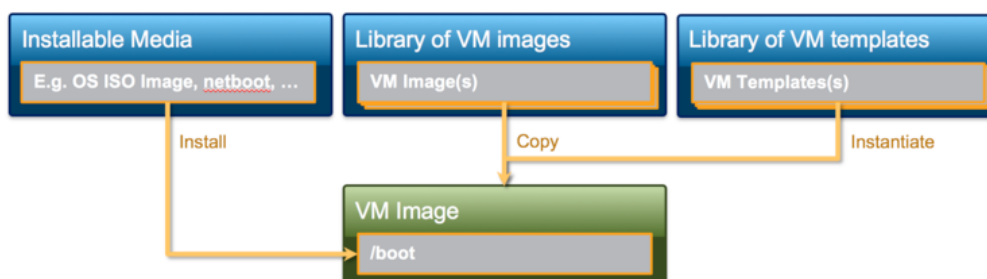 Installable Media
E.g. OS ISO Image, netboot, ...
Library of VM images
VM Image(s)
Library of VM templates
VM Templates(s)
Install
Copy
Instantiate
VM Image
/boot